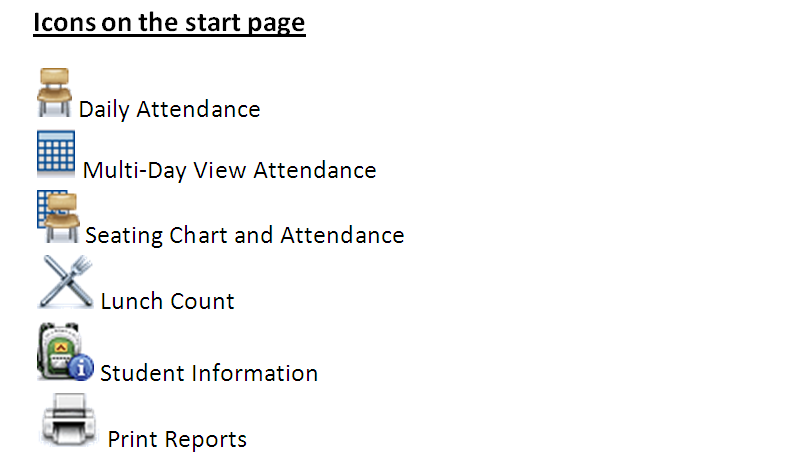 Icons on the start page
Daily Attendance
Multi-Day View Attendance
Seating Chart and Attendance
Lunch Count
Student Information
Print Reports